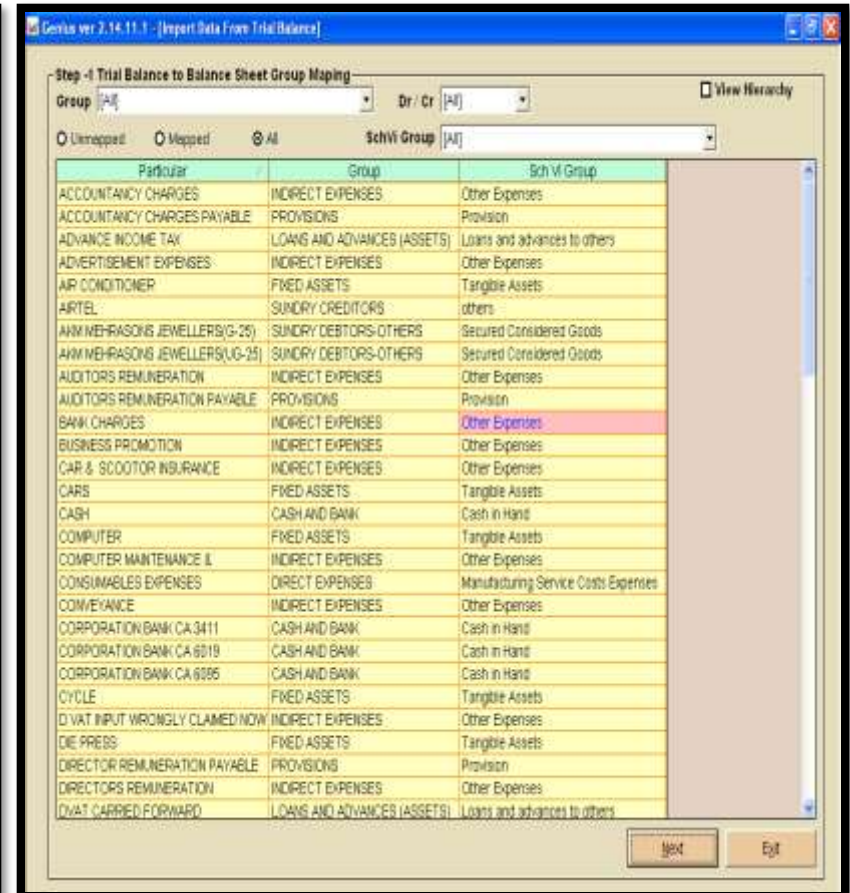 Genius ver 2.14.11.1 - [Import Data From Trial Balance]
Step -I Trial Balance to Balance Sheet Group Maping
View Hierarchy
Group [All] Dr / Cr [All]
Unmapped Mapped All SchVi Group [All]
Particular Group Sch VI Group
ACCOUNTANCY CHARGES INDIRECT EXPENSES Other Expenses
ACCOUNTANCY CHARGES PAYABLE PROVISIONS Provision
ADVANCE INCOME TAX LOANS AND ADVANCES (ASSETS) Loans and advances to others
ADVERTISEMENT EXPENSES INDIRECT EXPENSES Other Expenses
AIR CONDITIONER FIXED ASSETS Tangible Assets
AIRTEL SUNDRY CREDITORS others
AKM MEHRASONS JEWELLERS(G-25) SUNDRY DEBTORS-OTHERS Secured Considered Goods
AKM MEHRASONS JEWELLERS(UG-25) SUNDRY DEBTORS-OTHERS Secured Considered Goods
AUDITORS REMUNERATION INDIRECT EXPENSES Other Expenses
AUDITORS REMUNERATION PAYABLE PROVISIONS Provision
BANK CHARGES INDIRECT EXPENSES Other Expenses
BUSINESS PROMOTION INDIRECT EXPENSES Other Expenses
CAR & SCOOTOR INSURANCE INDIRECT EXPENSES Other Expenses
CARS FIXED ASSETS Tangible Assets
CASH CASH AND BANK Cash in Hand
COMPUTER FIXED ASSETS Tangible Assets
COMPUTER MAINTENANCE & INDIRECT EXPENSES Other Expenses
CONSUMABLES EXPENSES DIRECT EXPENSES Manufacturing Service Costs Expenses
CONVEYANCE INDIRECT EXPENSES Other Expenses
CORPORATION BANK CA 3411 CASH AND BANK Cash in Hand
CORPORATION BANK CA 6019 CASH AND BANK Cash in Hand
CORPORATION BANK CA 6095 CASH AND BANK Cash in Hand
CYCLE FIXED ASSETS Tangible Assets
D VAT INPUT WRONGLY CLAIMED NOW INDIRECT EXPENSES Other Expenses
DIE PRESS FIXED ASSETS Tangible Assets
DIRECTOR REMUNERATION PAYABLE PROVISIONS Provision
DIRECTORS REMUNERATION INDIRECT EXPENSES Other Expenses
DVAT CARRIED FORWARD LOANS AND ADVANCES (ASSETS) Loans and advances to others
Next Exit